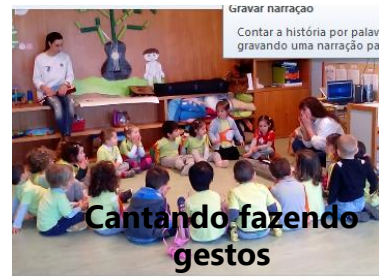 Gravar narração
Contar a história por palav
gravando uma narração pa
Cantando fazendo
gestos